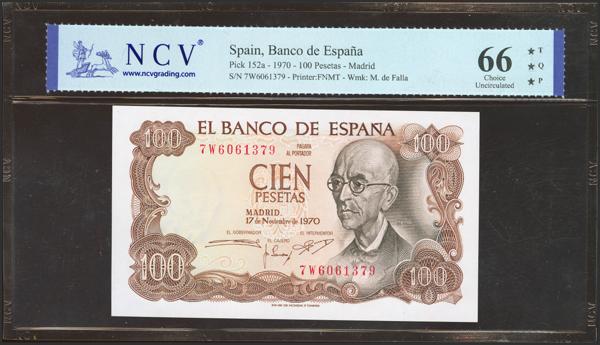 NCV®
www.ncvgrading.com
Spain, Banco de España
Pick 152a - 1970 - 100 Pesetas - Madrid
S/N 7W6061379 - Printer:FNMT - Wmk: M. de Falla
66
Choice
Uncirculated
★ T
★ Q
★ P
100
EL BANCO DE ESPAÑA
100
7W6061379
PAGARA
AL PORTADOR
CIEN
PESETAS
MADRID,
17 de Noviembre de 1970
EL GOBERNADOR
EL INTERVENTOR
EL CAJERO
7W6061379
100
100